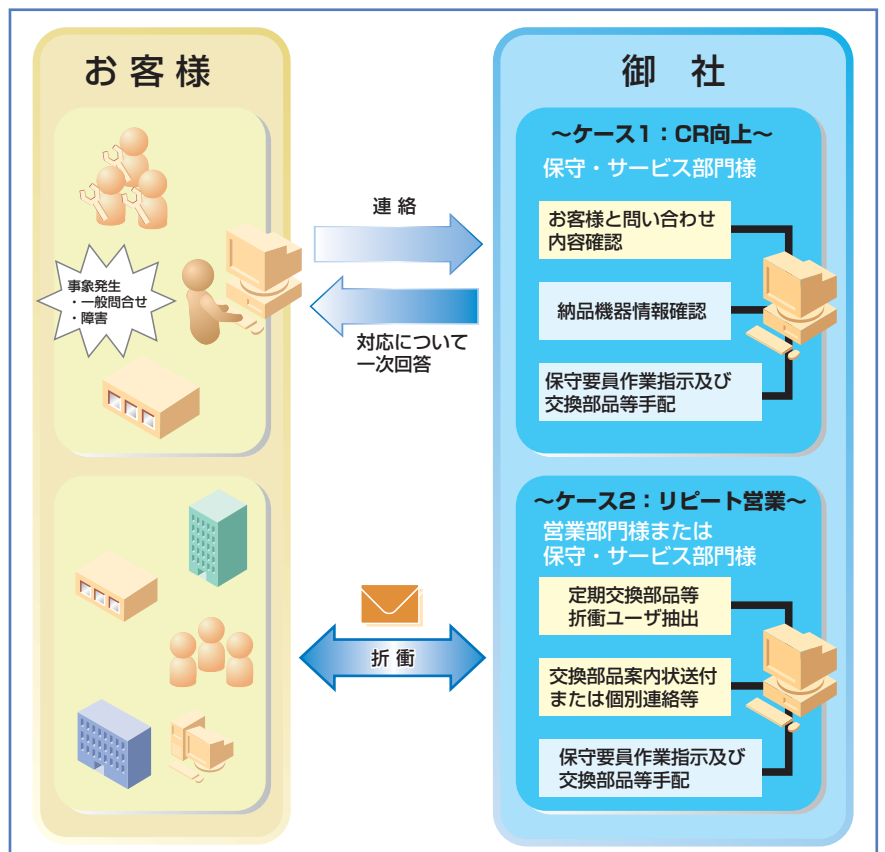 お客様
事象発生
・一般問合せ
・障害
連絡
対応について
一次回答
折衝
御 社
～ケース1：CR向上～
保守・サービス部門様
お客様と問い合わせ
内容確認
納品機器情報確認
保守要員作業指示及び
交換部品等手配
～ケース2：リピート営業～
営業部門様または
保守・サービス部門様
定期交換部品等
折衝ユーザ抽出
交換部品案内状送付
または個別連絡等
保守要員作業指示及び
交換部品等手配